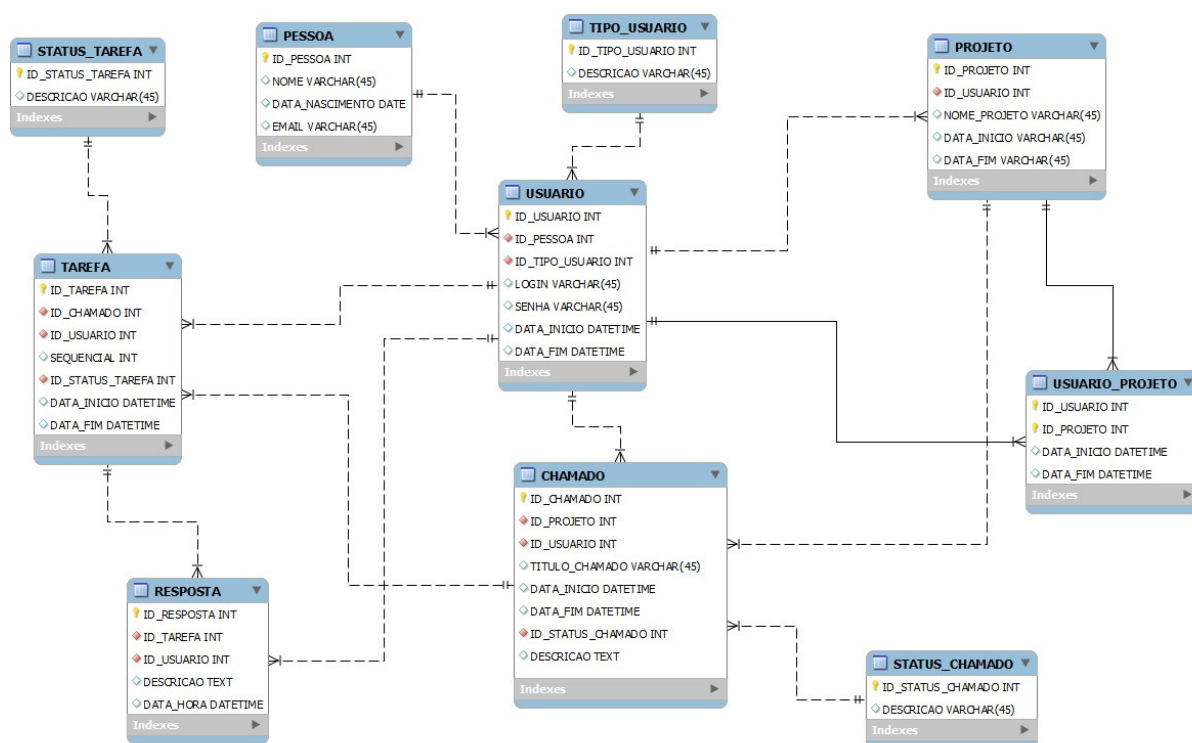 STATUS_TAREFA
ID_STATUS_TAREFA INT
DESCRICAO VARCHAR(45)
Indexes
PESSOA
ID_PESSOA INT
NOME VARCHAR(45)
DATA_NASCIMENTO DATE
EMAIL VARCHAR(45)
Indexes
TIPO_USUARIO
ID_TIPO_USUARIO INT
DESCRICAO VARCHAR(45)
Indexes
PROJETO
ID_PROJETO INT
ID_USUARIO INT
NOME_PROJETO VARCHAR(45)
DATA_INICIO VARCHAR(45)
DATA_FIM VARCHAR(45)
Indexes
USUARIO
ID_USUARIO INT
ID_PESSOA INT
ID_TIPO_USUARIO INT
LOGIN VARCHAR(45)
SENHA VARCHAR(45)
DATA_INICIO DATETIME
DATA_FIM DATETIME
Indexes
TAREFA
ID_TAREFA INT
ID_CHAMADO INT
ID_USUARIO INT
SEQUENCIAL INT
ID_STATUS_TAREFA INT
DATA_INICIO DATETIME
DATA_FIM DATETIME
Indexes
USUARIO_PROJETO
ID_USUARIO INT
ID_PROJETO INT
DATA_INICIO DATETIME
DATA_FIM DATETIME
Indexes
CHAMADO
ID_CHAMADO INT
ID_PROJETO INT
ID_USUARIO INT
TITULO_CHAMADO VARCHAR(45)
DATA_INICIO DATETIME
DATA_FIM DATETIME
ID_STATUS_CHAMADO INT
DESCRICAO TEXT
Indexes
RESPOSTA
ID_RESPOSTA INT
ID_TAREFA INT
ID_USUARIO INT
DESCRICAO TEXT
DATA_HORA DATETIME
Indexes
STATUS_CHAMADO
ID_STATUS_CHAMADO INT
DESCRICAO VARCHAR(45)
Indexes